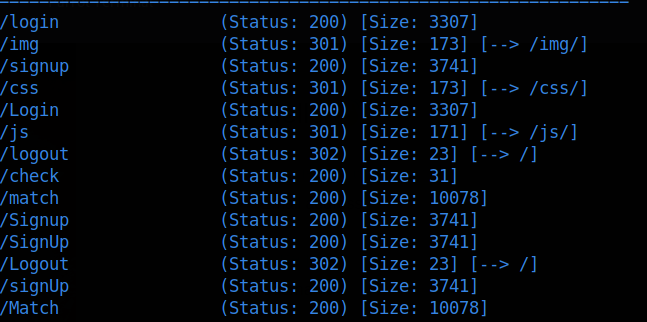 /login (Status: 200) [Size: 3307]
/img (Status: 301) [Size: 173] [--> /img/]
/signup (Status: 200) [Size: 3741]
/css (Status: 301) [Size: 173] [--> /css/]
/Login (Status: 200) [Size: 3307]
/js (Status: 301) [Size: 171] [--> /js/]
/logout (Status: 302) [Size: 23] [--> /]
/check (Status: 200) [Size: 31]
/match (Status: 200) [Size: 10078]
/Signup (Status: 200) [Size: 3741]
/SignUp (Status: 200) [Size: 3741]
/Logout (Status: 302) [Size: 23] [--> /]
/signUp (Status: 200) [Size: 3741]
/Match (Status: 200) [Size: 10078]